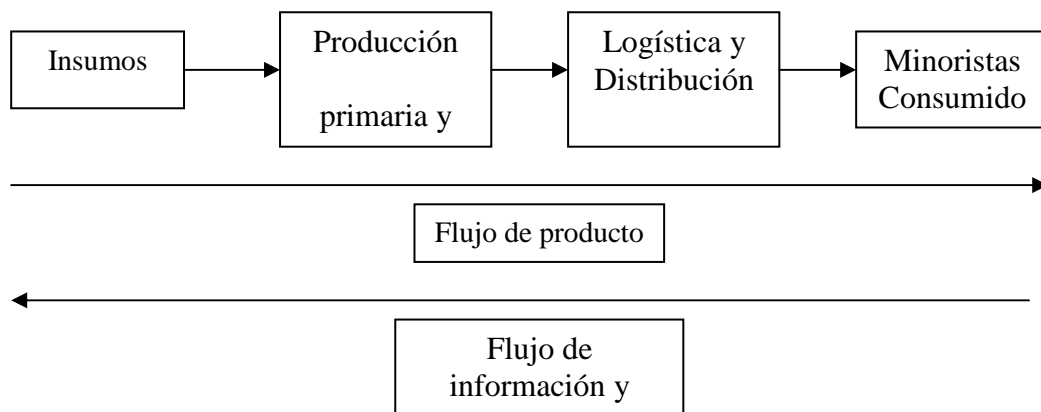 Insumos
Producción
primaria y
Logística y
Distribución
Minoristas
Consumido
Flujo de producto
Flujo de
información y